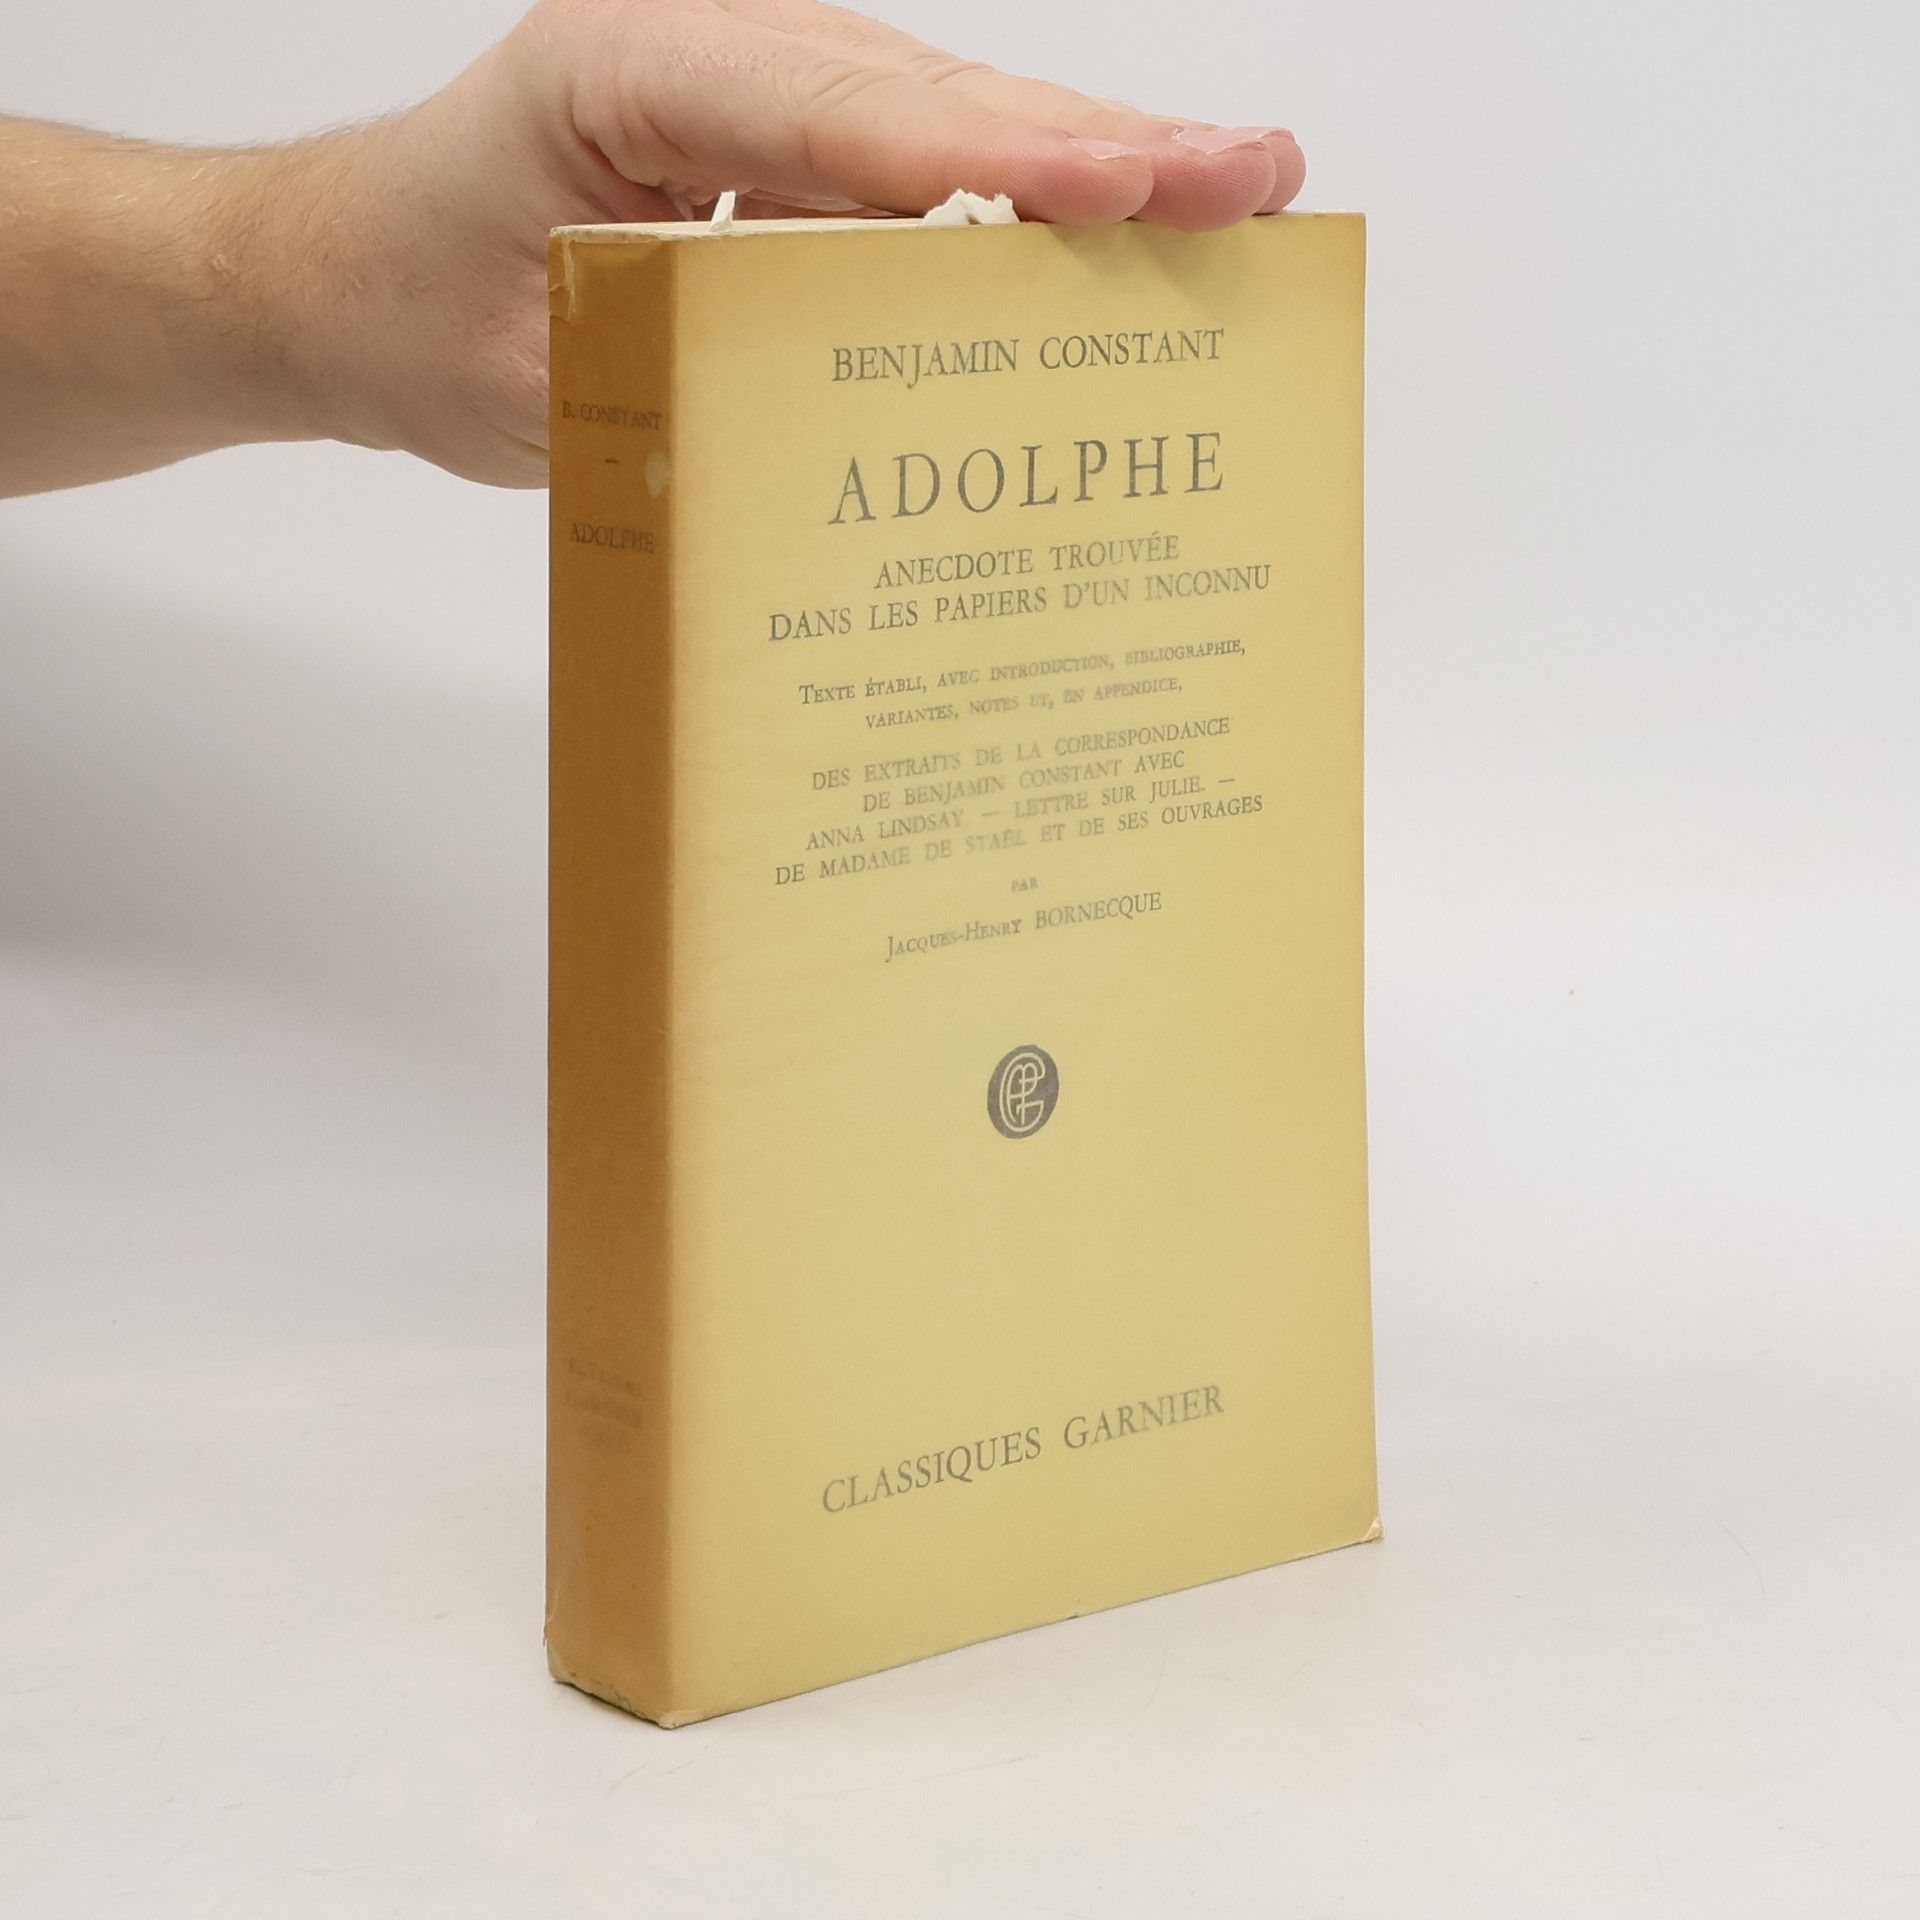 B. CONSTANT
–
ADOLPHE
BENJAMIN CONSTANT
ADOLPHE
ANECDOTE TROUVÉE
DANS LES PAPIERS D'UN INCONNU
TEXTE ÉTABLI, AVEC INTRODUCTION, BIBLIOGRAPHIE,
VARIANTES, NOTES ET, EN APPENDICE,
DES EXTRAITS DE LA CORRESPONDANCE
DE BENJAMIN CONSTANT AVEC
ANNA LINDSAY. — LETTRE SUR JULIE. —
DE MADAME DE STAËL ET DE SES OUVRAGES
PAR
JACQUES-HENRY BORNECQUE
CLASSIQUES GARNIER